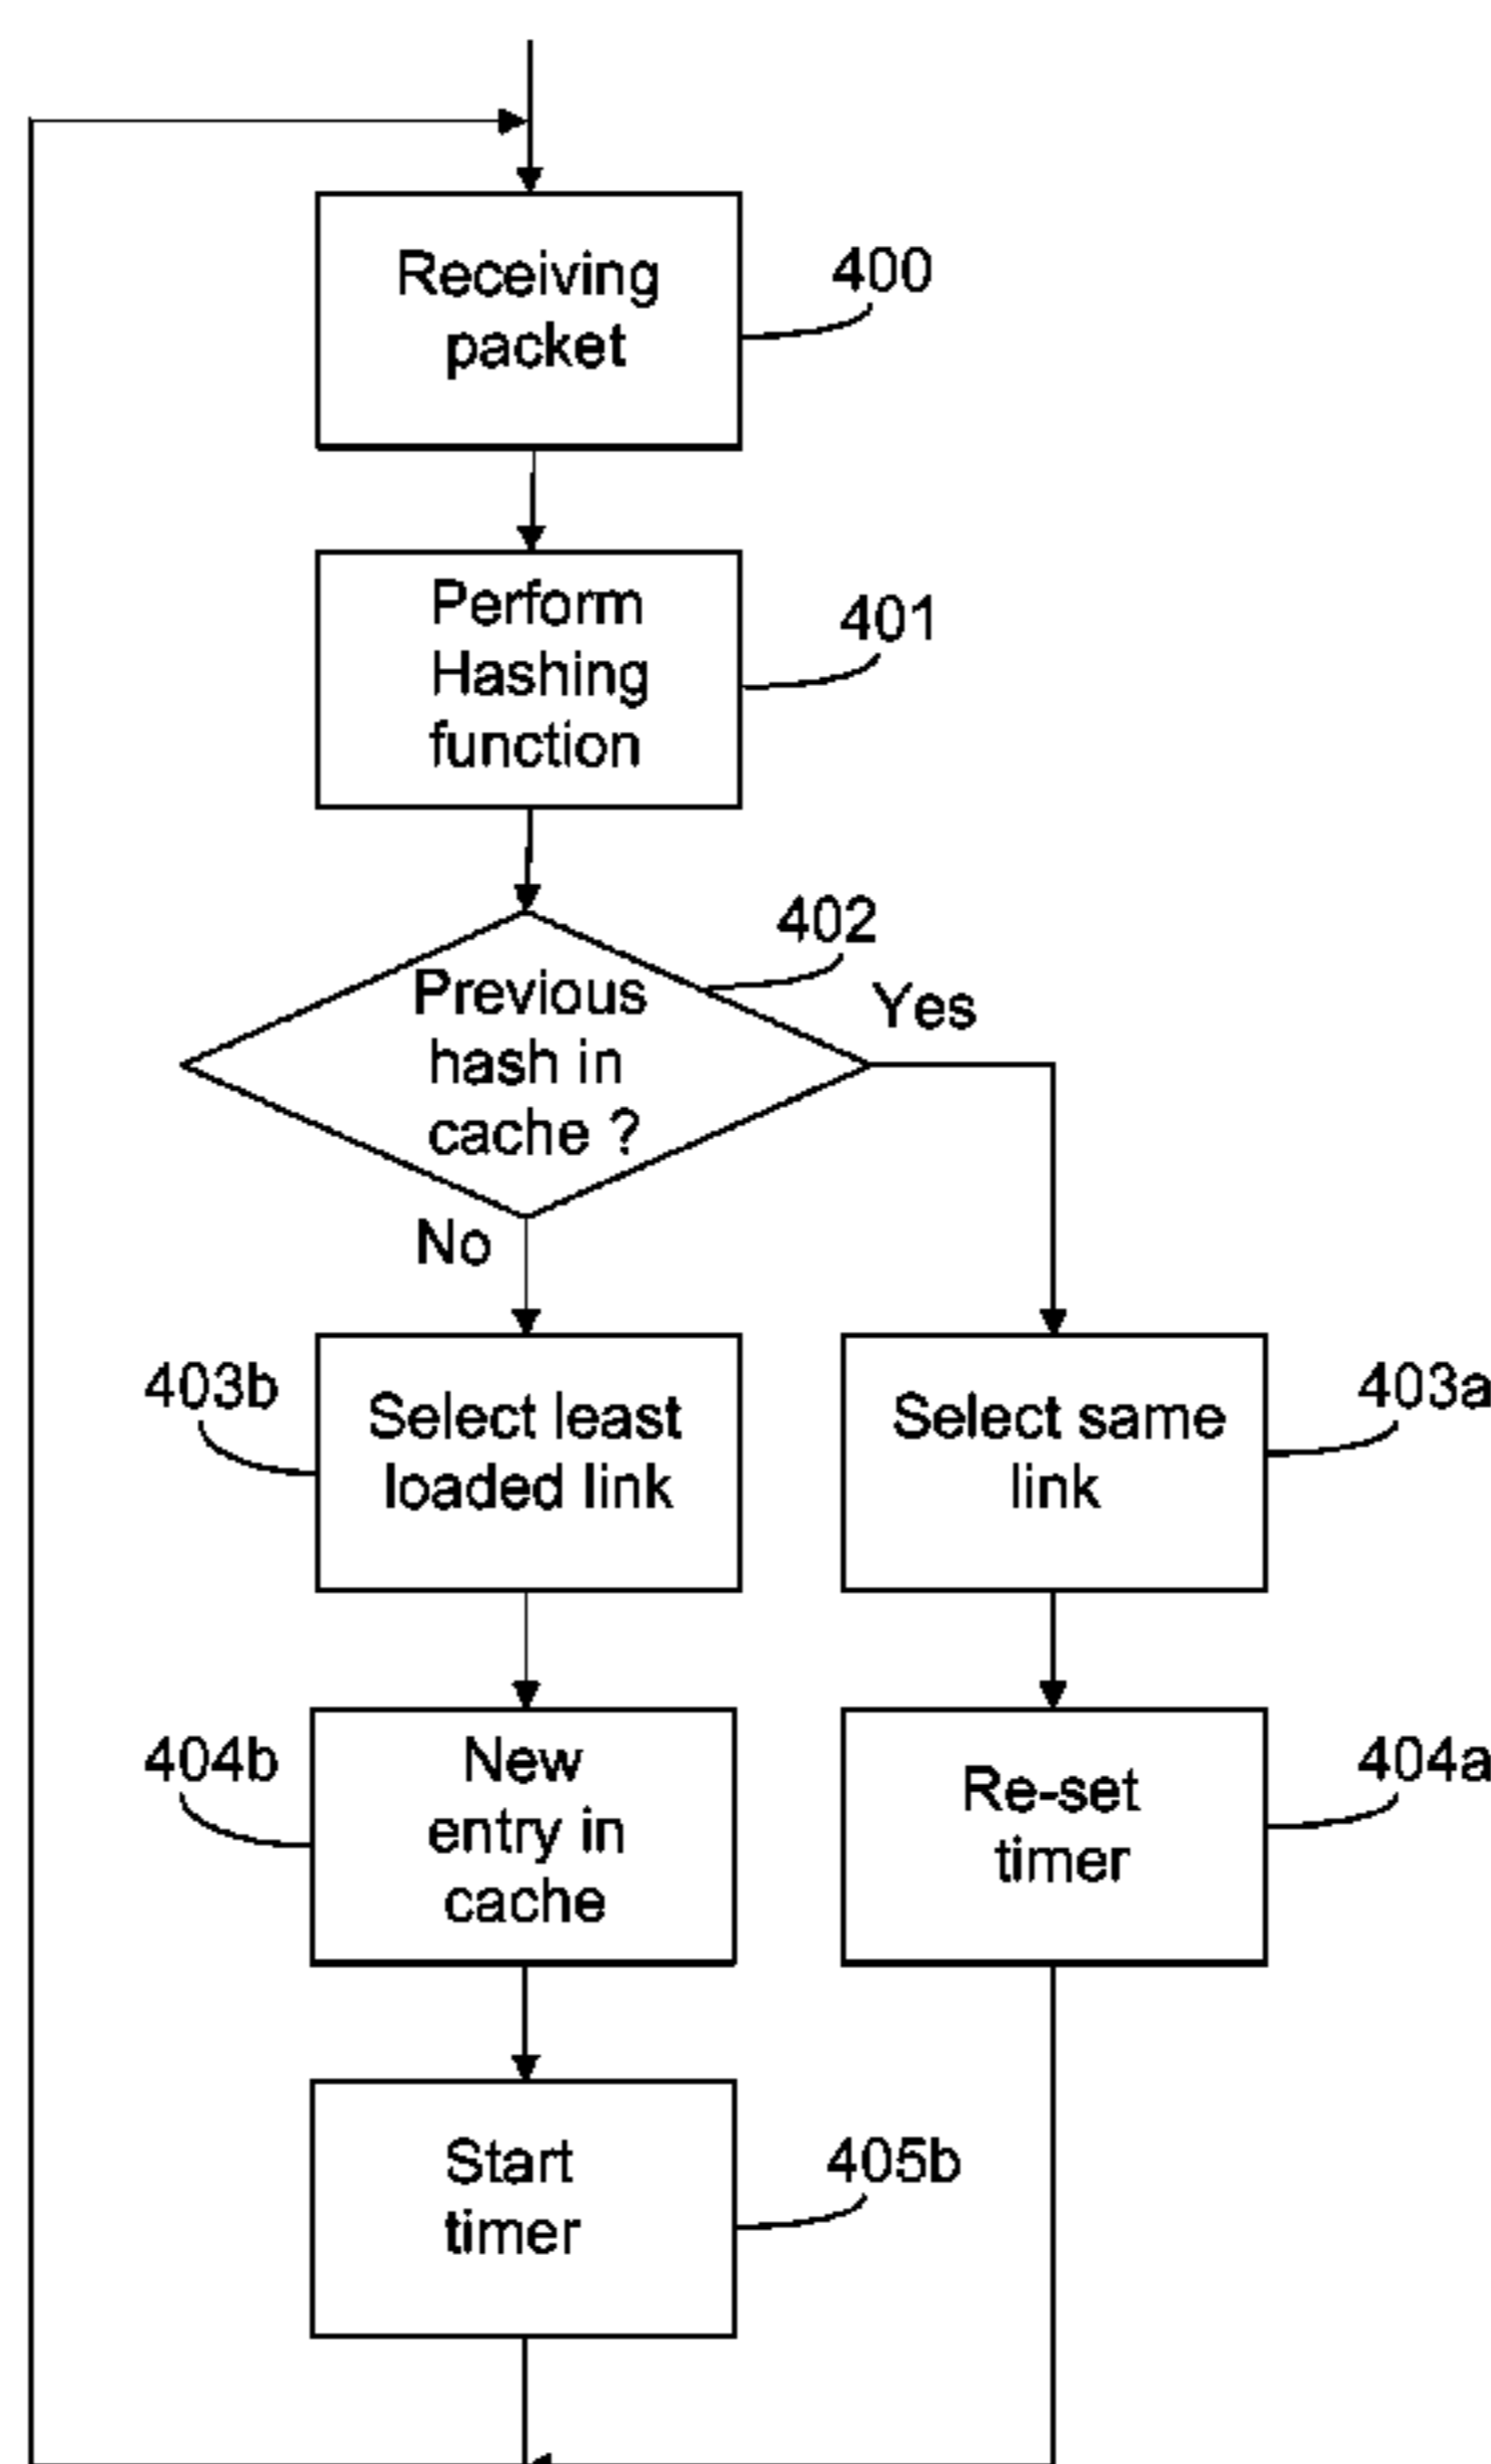 Receiving
packet
400
Perform
Hashing
function
401
402
Previous
hash in
cache ?
Yes
No
403b
Select least
loaded link
Select same
link
403a
404b
New
entry in
cache
Re-set
timer
404a
Start
timer
405b